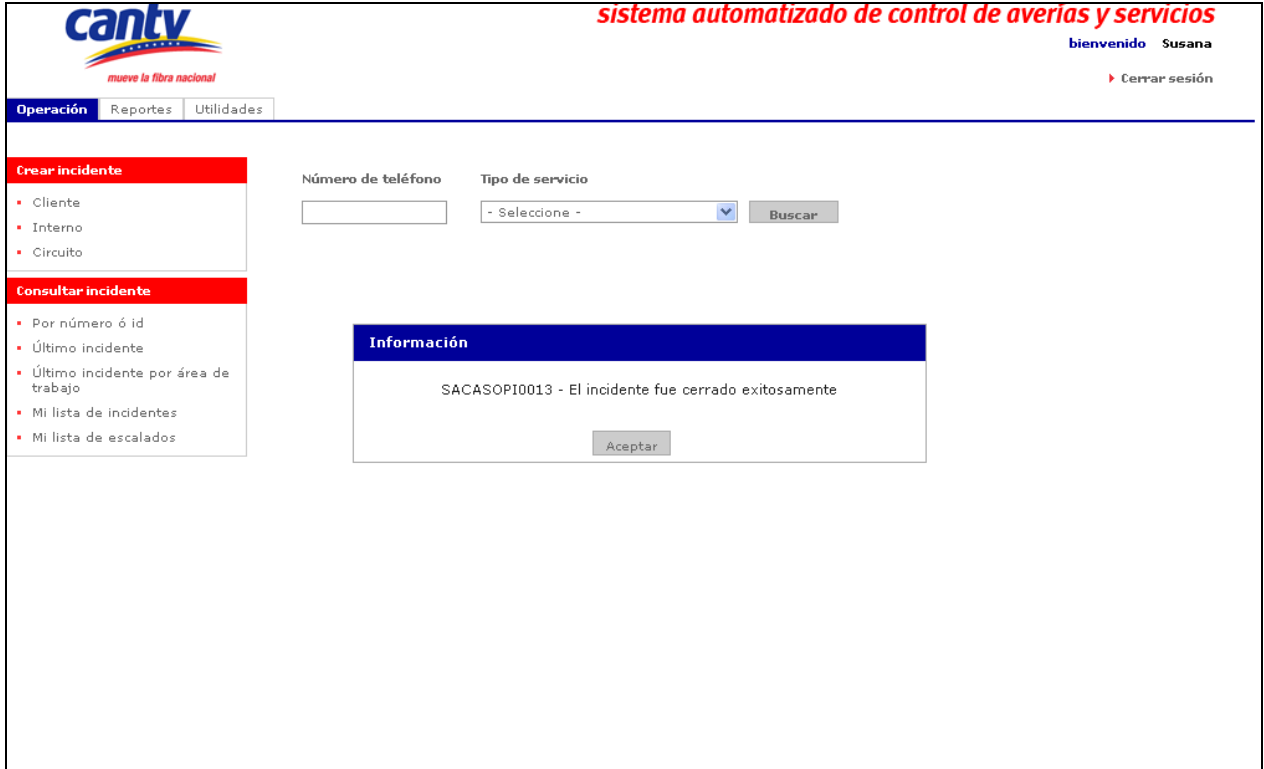 cantv
mueve la fibra nacional
sistema automatizado de control de averías y servicios
bienvenido Susana
Cerrar sesión
Operación Reportes Utilidades
Crear incidente
Cliente
Interno
Circuito
Consultar incidente
Por número ó id
Último incidente
Último incidente por área de
trabajo
Mi lista de incidentes
Mi lista de escalados
Número de teléfono Tipo de servicio
- Seleccione - Buscar
Información
SACASOPI0013 - El incidente fue cerrado exitosamente
Aceptar